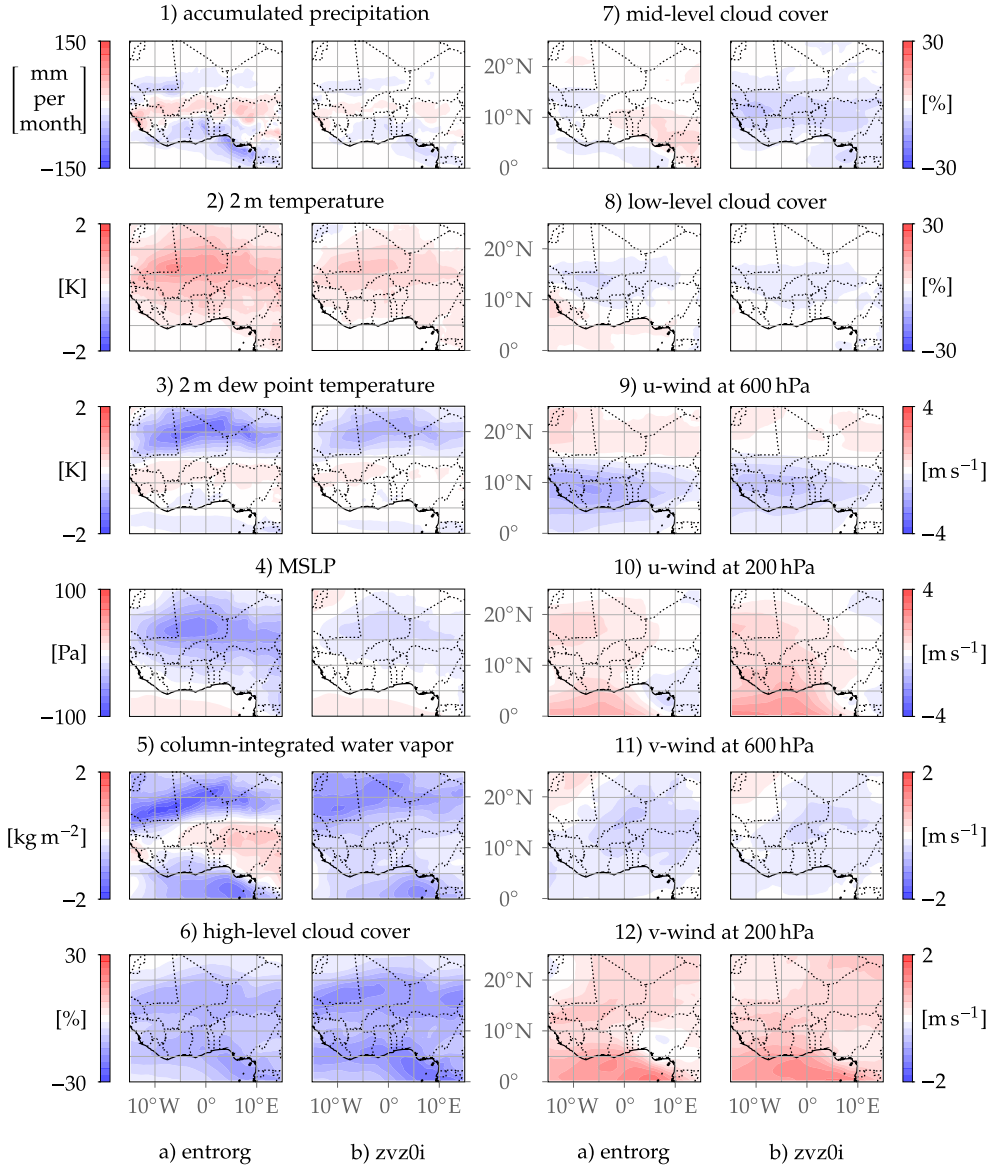 1) accumulated precipitation
7) mid-level cloud cover
150
mm
per
month
−150
20°N
10°N
0°
30
[%]
−30
2) 2 m temperature
8) low-level cloud cover
2
[K]
−2
20°N
10°N
0°
30
[%]
−30
3) 2 m dew point temperature
9) u-wind at 600 hPa
2
[K]
−2
20°N
10°N
0°
4
[m s−1]
−4
4) MSLP
10) u-wind at 200 hPa
100
[Pa]
−100
20°N
10°N
0°
4
[m s−1]
−4
5) column-integrated water vapor
11) v-wind at 600 hPa
2
[kg m−2]
−2
20°N
10°N
0°
2
[m s−1]
−2
6) high-level cloud cover
12) v-wind at 200 hPa
30
[%]
−30
20°N
10°N
0°
2
[m s−1]
−2
10°W 0° 10°E
10°W 0° 10°E
a) entrorg b) zvz0i
a) entrorg b) zvz0i